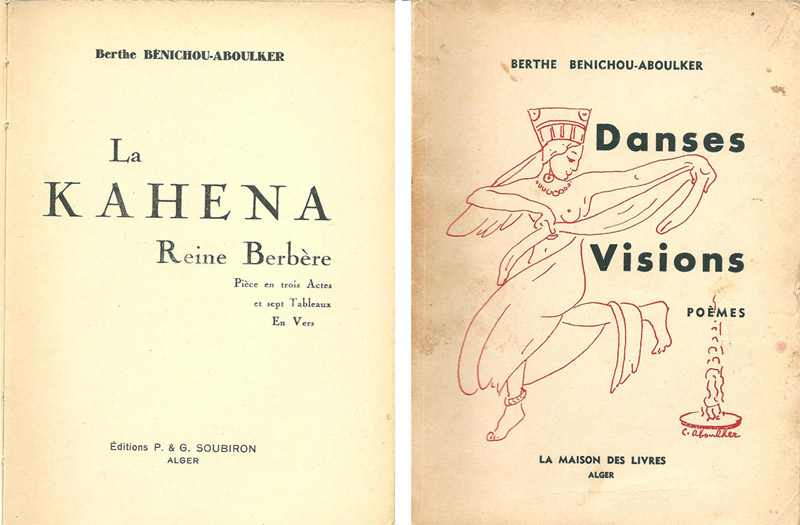 Berthe BÉNICHOU-ABOULKER
La
KAHENA
Reine Berbère
Pièce en trois Actes
et sept Tableaux
En Vers
Éditions P. & G. SOUBIRON
ALGER
BERTHE BENICHOU-ABOULKER
Danses
Visions
POÈMES
C. Aboulker
LA MAISON DES LIVRES
ALGER